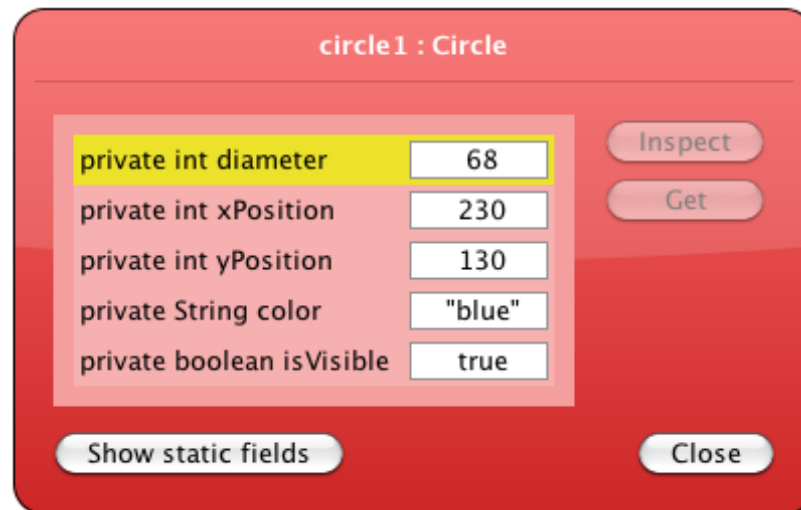 circle1 : Circle
private int diameter 68
private int xPosition 230
private int yPosition 130
private String color "blue"
private boolean isVisible true
Inspect
Get
Show static fields
Close